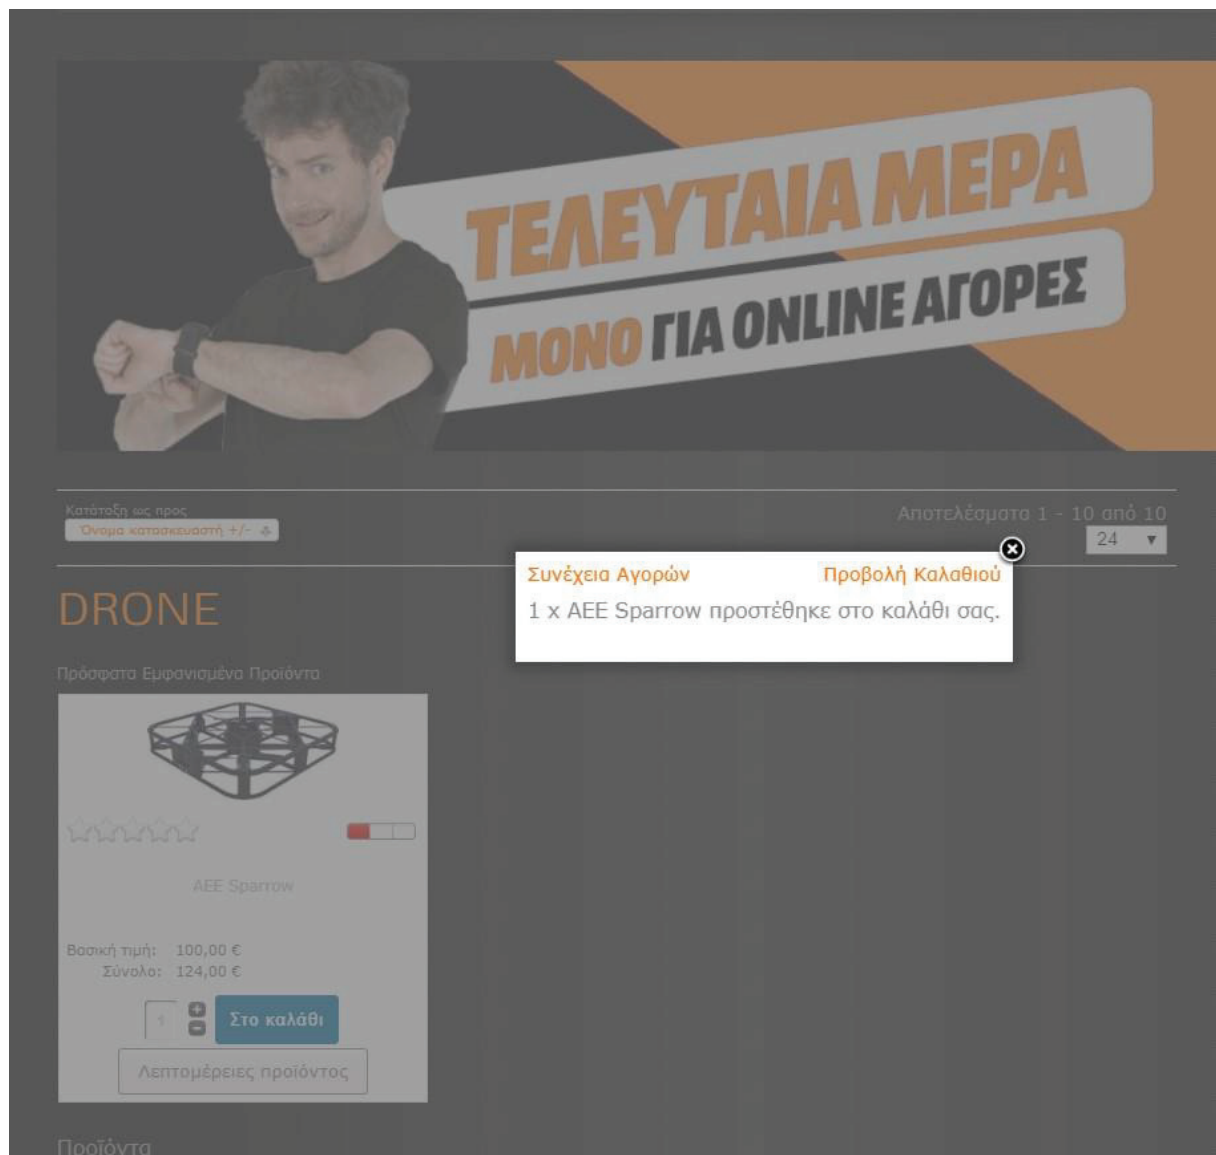 ΤΕΛΕΥΤΑΙΑ ΜΕΡΑ
ΜΟΝΟ ΓΙΑ ONLINE ΑΓΟΡΕΣ
Κατάταξη ως προς
Όνομα κατασκευαστή +/-
Αποτελέσματα 1 - 10 από 10
24
Συνέχεια Αγορών Προβολή Καλαθιού
1 x AEE Sparrow προστέθηκε στο καλάθι σας.
DRONE
Πρόσφατα Εμφανισμένα Προϊόντα
AEE Sparrow
Βασική τιμή: 100,00 €
Σύνολο: 124,00 €
1
Στο καλάθι
Λεπτομέρειες προϊόντος
Προϊόντα